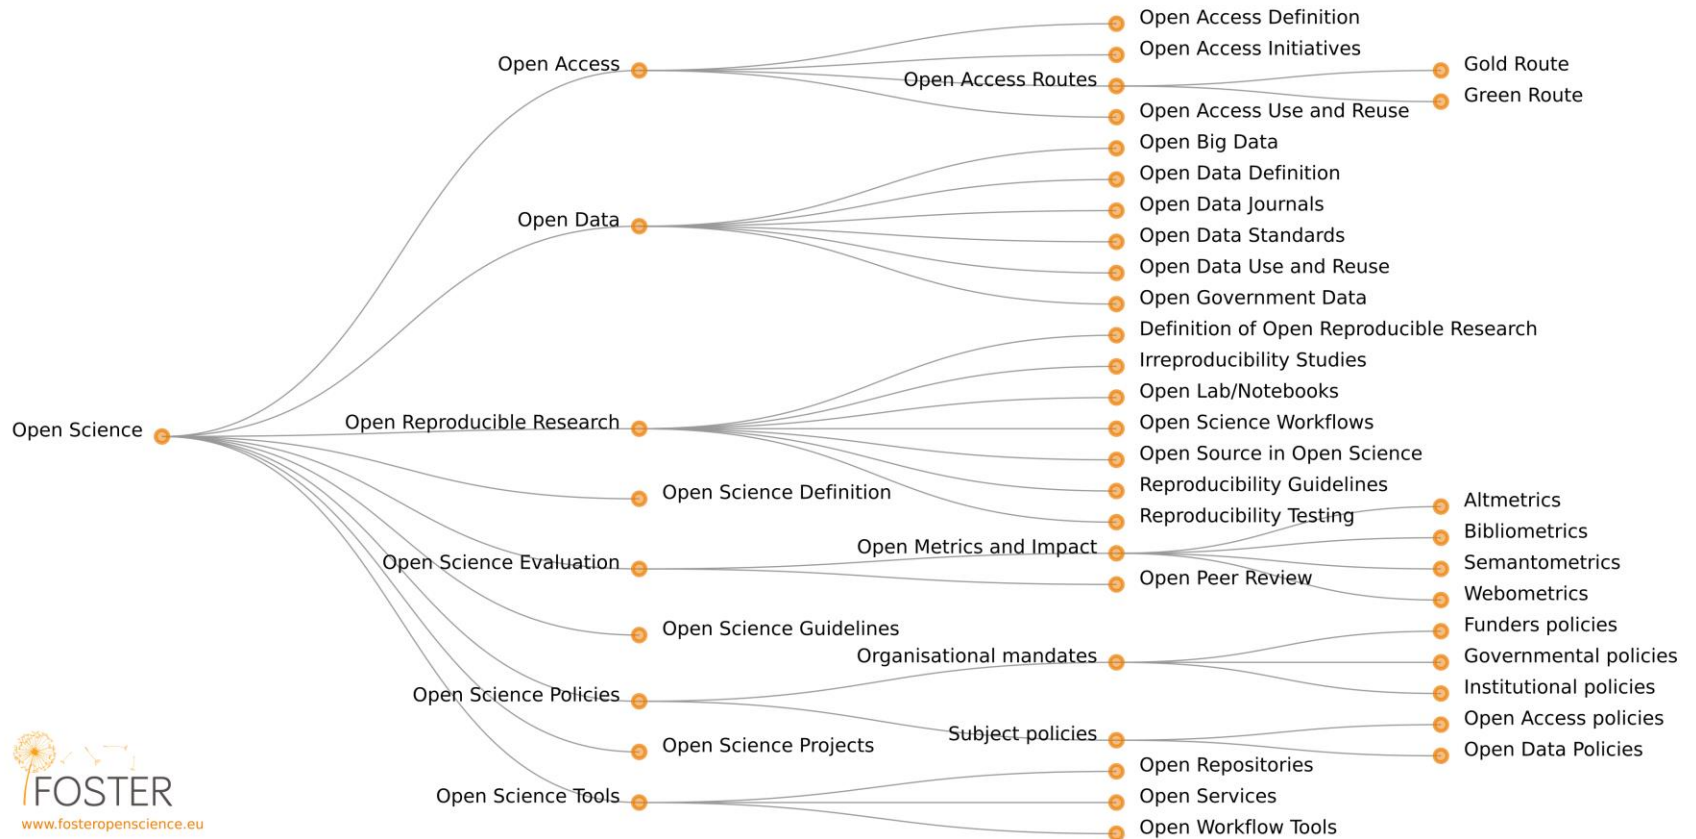 Open Science
Open Access
Open Access Definition
Open Access Initiatives
Open Access Routes
Gold Route
Green Route
Open Access Use and Reuse
Open Data
Open Big Data
Open Data Definition
Open Data Journals
Open Data Standards
Open Data Use and Reuse
Open Government Data
Open Reproducible Research
Definition of Open Reproducible Research
Irreproducibility Studies
Open Lab/Notebooks
Open Science Workflows
Open Source in Open Science
Reproducibility Guidelines
Reproducibility Testing
Open Science Definition
Open Science Evaluation
Open Metrics and Impact
Altmetrics
Bibliometrics
Semantometrics
Webometrics
Open Peer Review
Open Science Guidelines
Open Science Policies
Organisational mandates
Funders policies
Governmental policies
Institutional policies
Subject policies
Open Access policies
Open Data Policies
Open Science Projects
Open Science Tools
Open Repositories
Open Services
Open Workflow Tools
FOSTER
www.fosteropenscience.eu